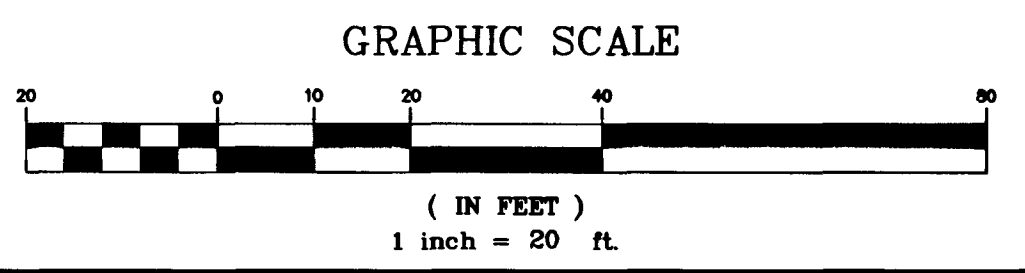 GRAPHIC SCALE
20 0 10 20 40 80
( IN FEET )
1 inch = 20 ft.